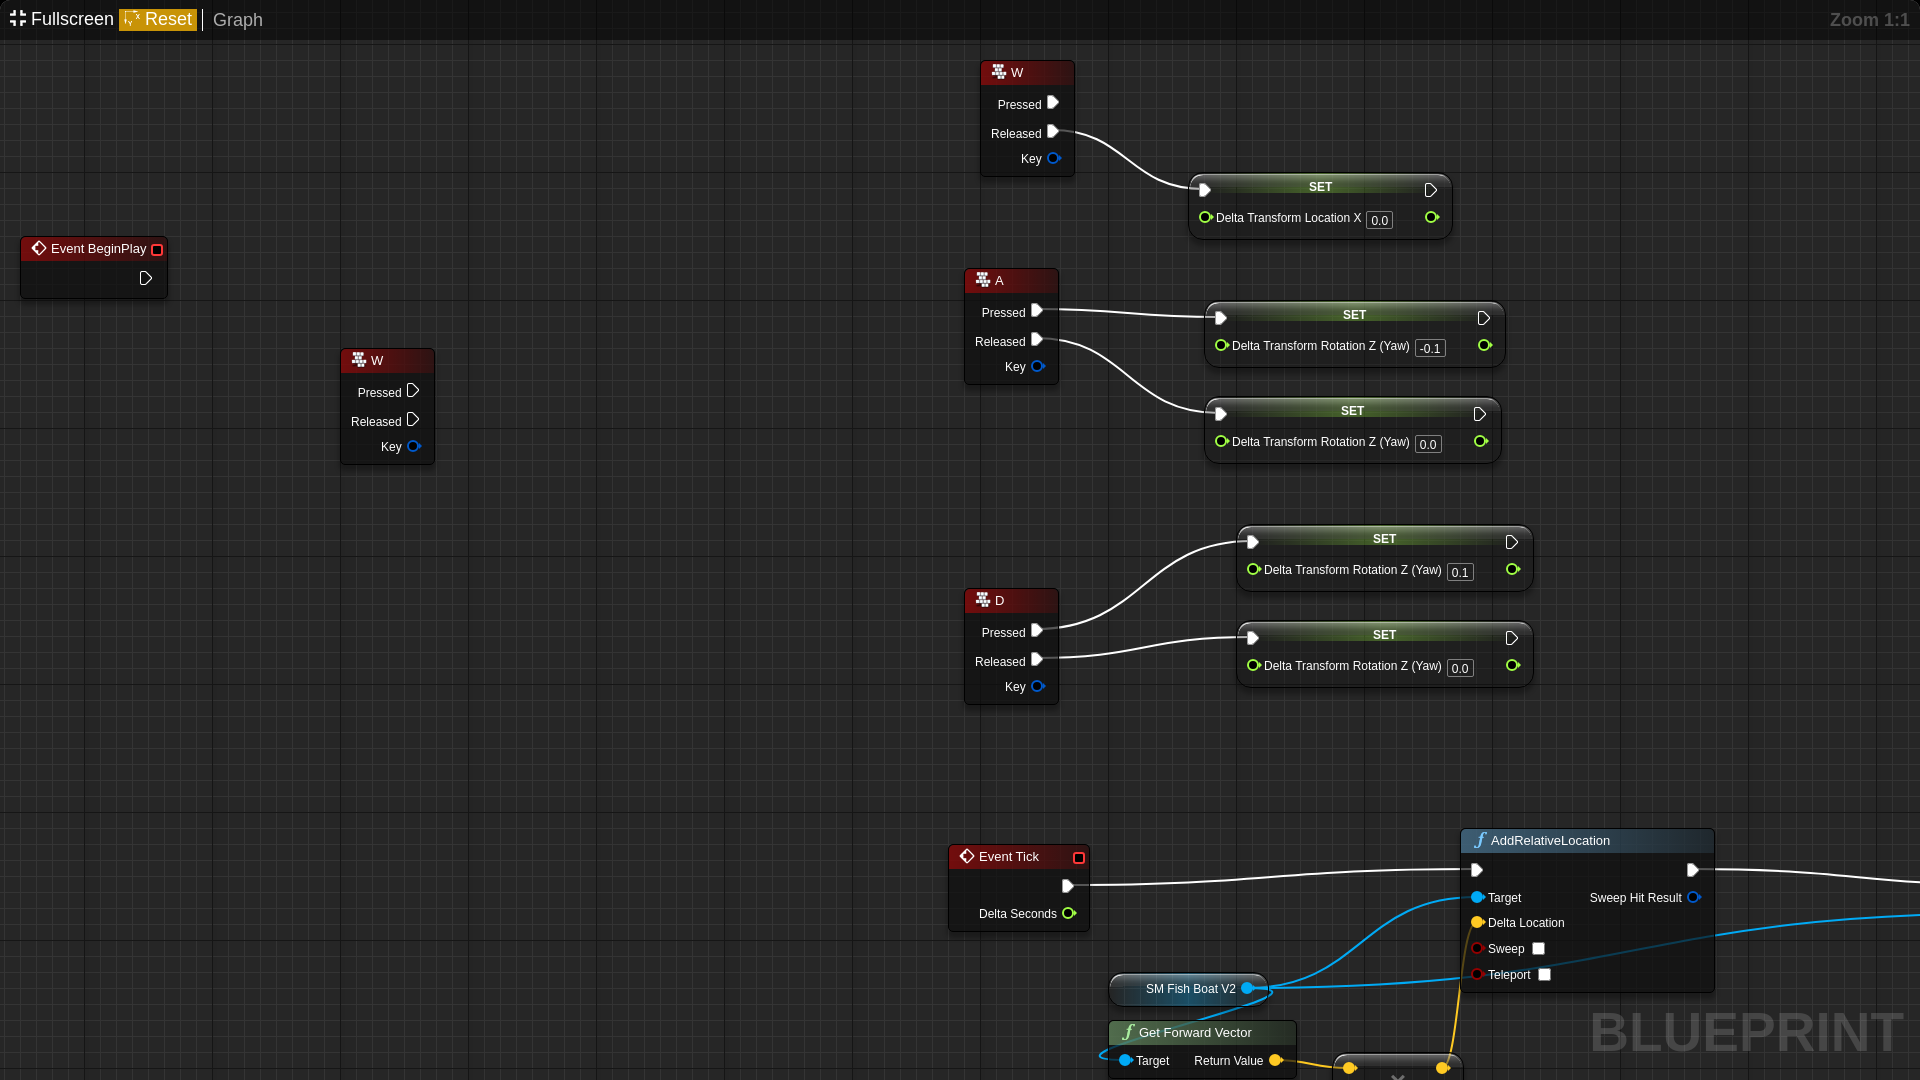 Fullscreen Reset Graph Zoom 1:1
W
Pressed
Released
Key
SET
Delta Transform Location X 0.0
Event BeginPlay
A
Pressed
Released
Key
SET
Delta Transform Rotation Z (Yaw) -0.1
SET
Delta Transform Rotation Z (Yaw) 0.0
W
Pressed
Released
Key
D
Pressed
Released
Key
SET
Delta Transform Rotation Z (Yaw) 0.1
SET
Delta Transform Rotation Z (Yaw) 0.0
Event Tick
Delta Seconds
AddRelativeLocation
Target Sweep Hit Result
Delta Location
Sweep
Teleport
SM Fish Boat V2
Get Forward Vector
Target Return Value
BLUEPRINT